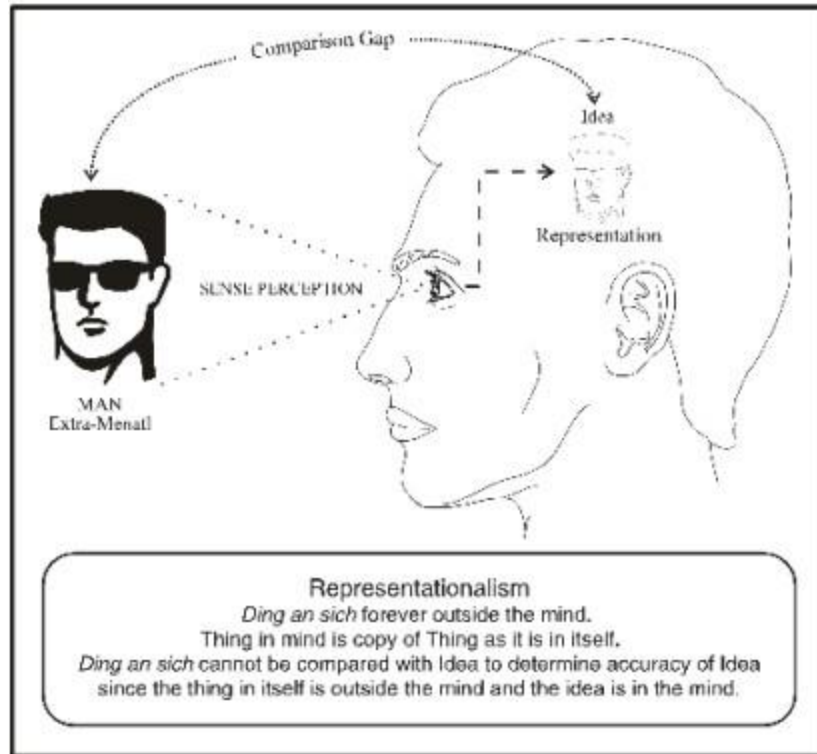 Comparison Gap
Idea
Representation
SENSE PERCEPTION
MAN
Extra-Menatl
Representationalism
Ding an sich forever outside the mind.
Thing in mind is copy of Thing as it is in itself.
Ding an sich cannot be compared with Idea to determine accuracy of Idea
since the thing in itself is outside the mind and the idea is in the mind.